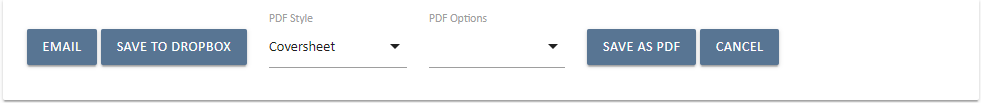 PDF Style
PDF Options
EMAIL
SAVE TO DROPBOX
Coversheet
SAVE AS PDF
CANCEL